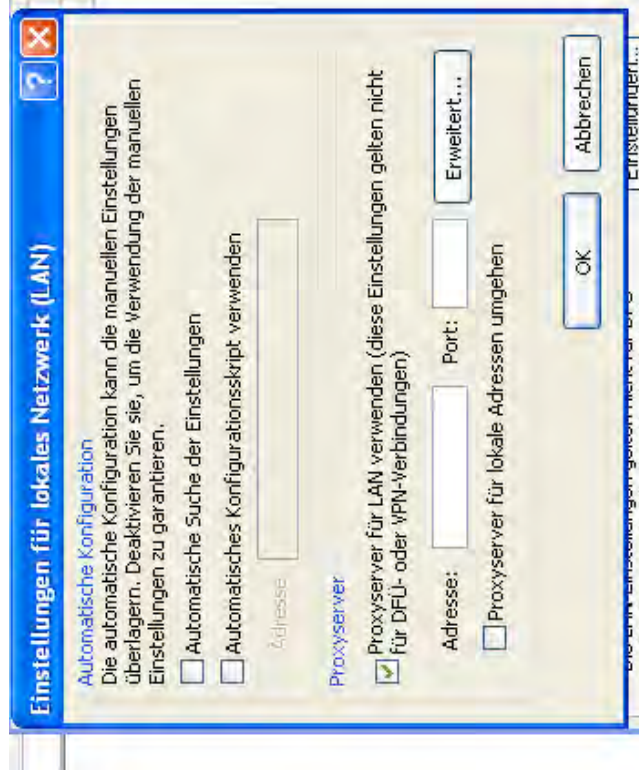 Einstellungen für lokales Netzwerk (LAN)
Automatische Konfiguration
Die automatische Konfiguration kann die manuellen Einstellungen
überlagern. Deaktivieren Sie sie, um die Verwendung der manuellen
Einstellungen zu garantieren.
Automatische Suche der Einstellungen
Automatisches Konfigurationsskript verwenden
Adresse
Proxyserver
Proxyserver für LAN verwenden (diese Einstellungen gelten nicht
für DFÜ- oder VPN-Verbindungen)
Adresse: Port: Erweitert...
Proxyserver für lokale Adressen umgehen
OK Abbrechen
Einstellungen...